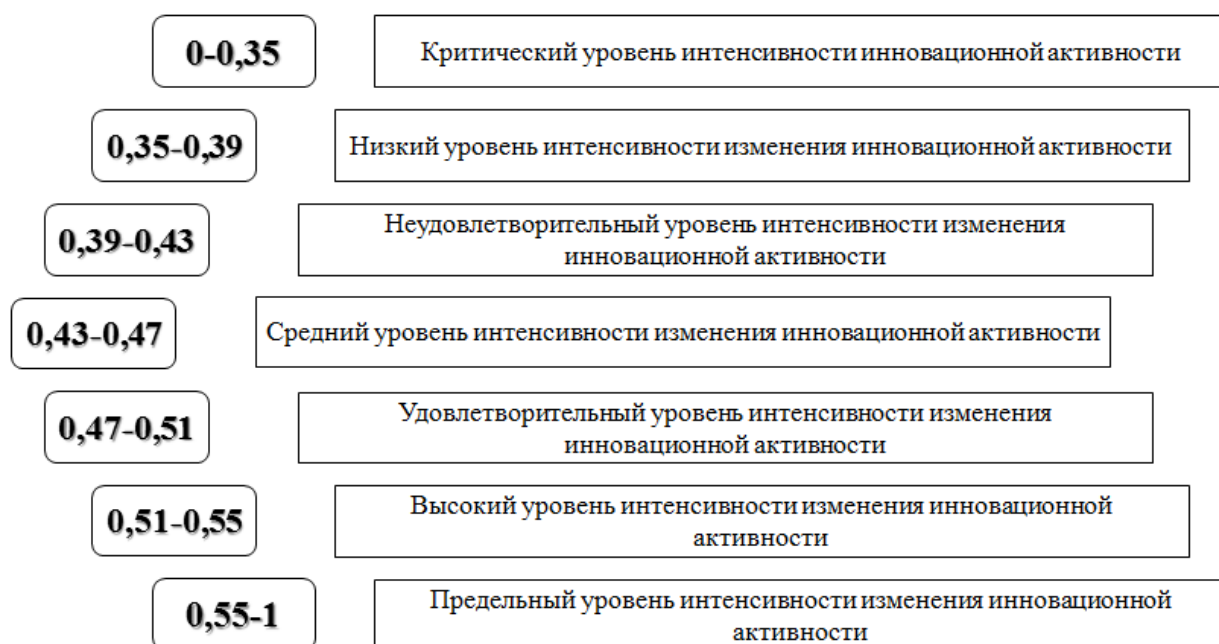 0-0,35
Критический уровень интенсивности инновационной активности
0,35-0,39
Низкий уровень интенсивности изменения инновационной активности
0,39-0,43
Неудовлетворительный уровень интенсивности изменения
инновационной активности
0,43-0,47
Средний уровень интенсивности изменения инновационной активности
0,47-0,51
Удовлетворительный уровень интенсивности изменения
инновационной активности
0,51-0,55
Высокий уровень интенсивности изменения инновационной
активности
0,55-1
Предельный уровень интенсивности изменения инновационной
активности